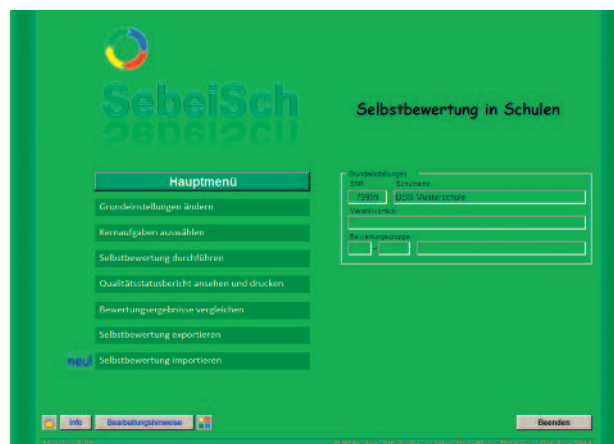 SebeiSch
Selbstbewertung in Schulen
Hauptmenü
Grundeinstellungen ändern
Kernaufgaben auswählen
Selbstbewertung durchführen
Qualitätsstatusbericht ansehen und drucken
Bewertungsergebnisse vergleichen
Selbstbewertung exportieren
neu! Selbstbewertung importieren
Grundeinstellungen
SNR Schulname
79999 BBS Musterschule
Verantwortlich
Bewertungsgruppe
-
Info Bearbeitungshinweise Beenden